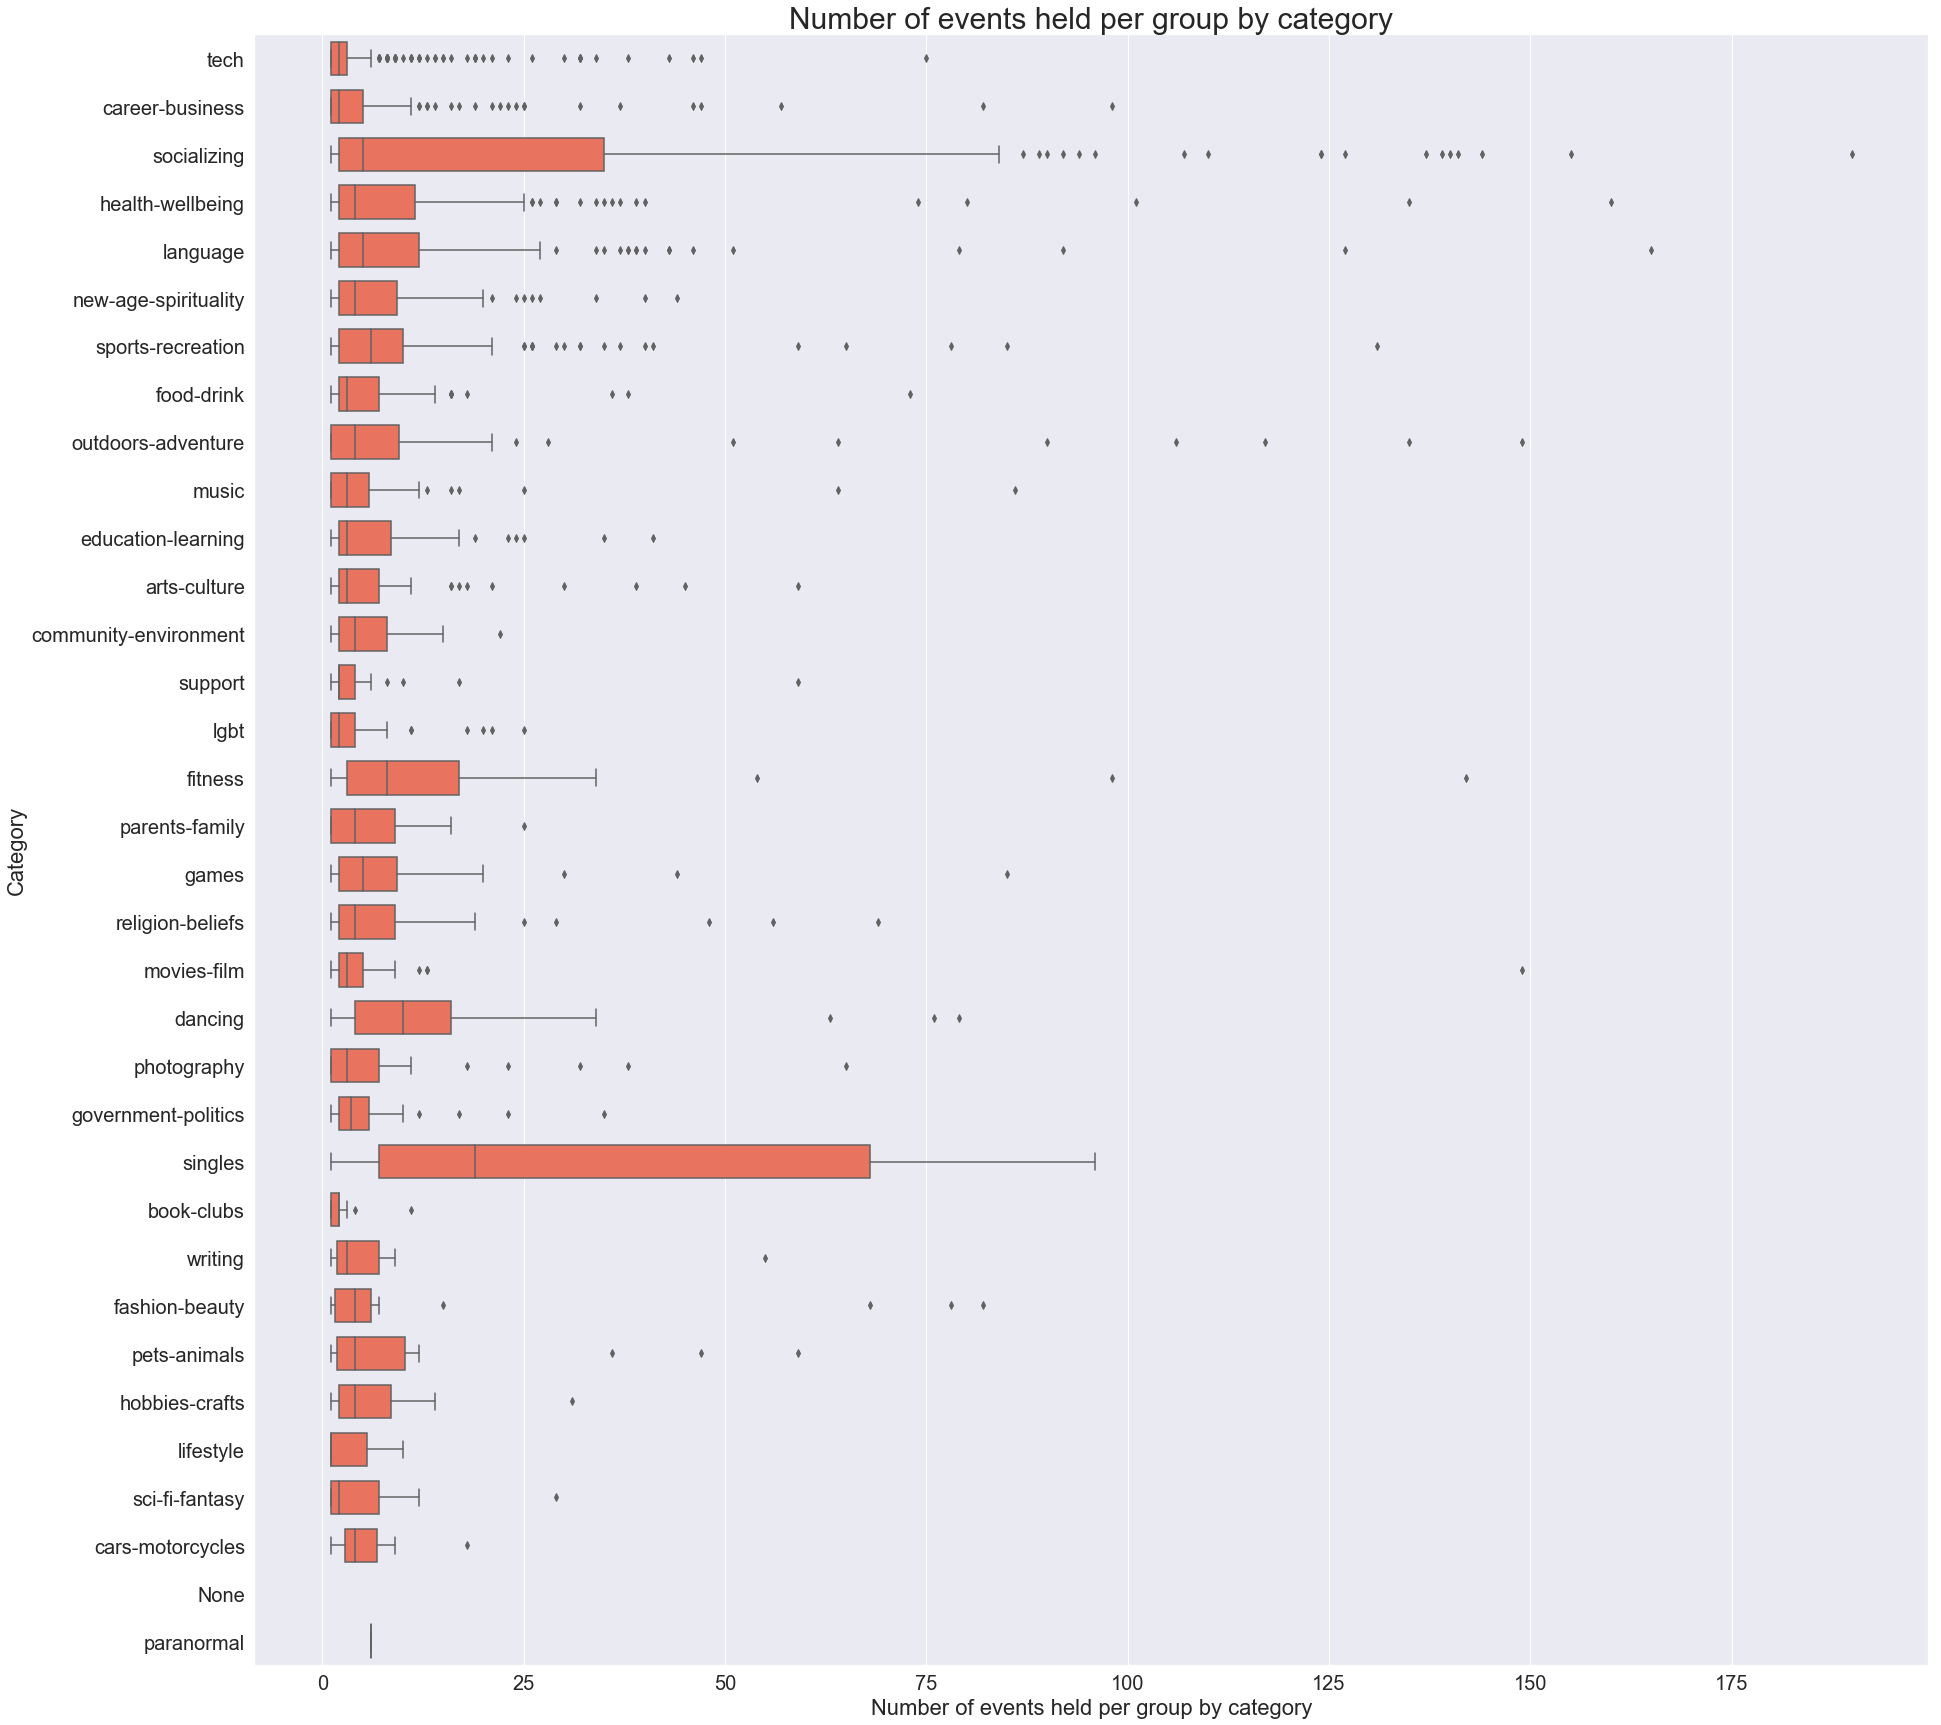 Number of events held per group by category
tech
career-business
socializing
health-wellbeing
language
new-age-spirituality
sports-recreation
food-drink
outdoors-adventure
music
education-learning
arts-culture
community-environment
support
lgbt
fitness
parents-family
games
religion-beliefs
movies-film
dancing
photography
government-politics
singles
book-clubs
writing
fashion-beauty
pets-animals
hobbies-crafts
lifestyle
sci-fi-fantasy
cars-motorcycles
None
paranormal
Category
0 25 50 75 100 125 150 175
Number of events held per group by category